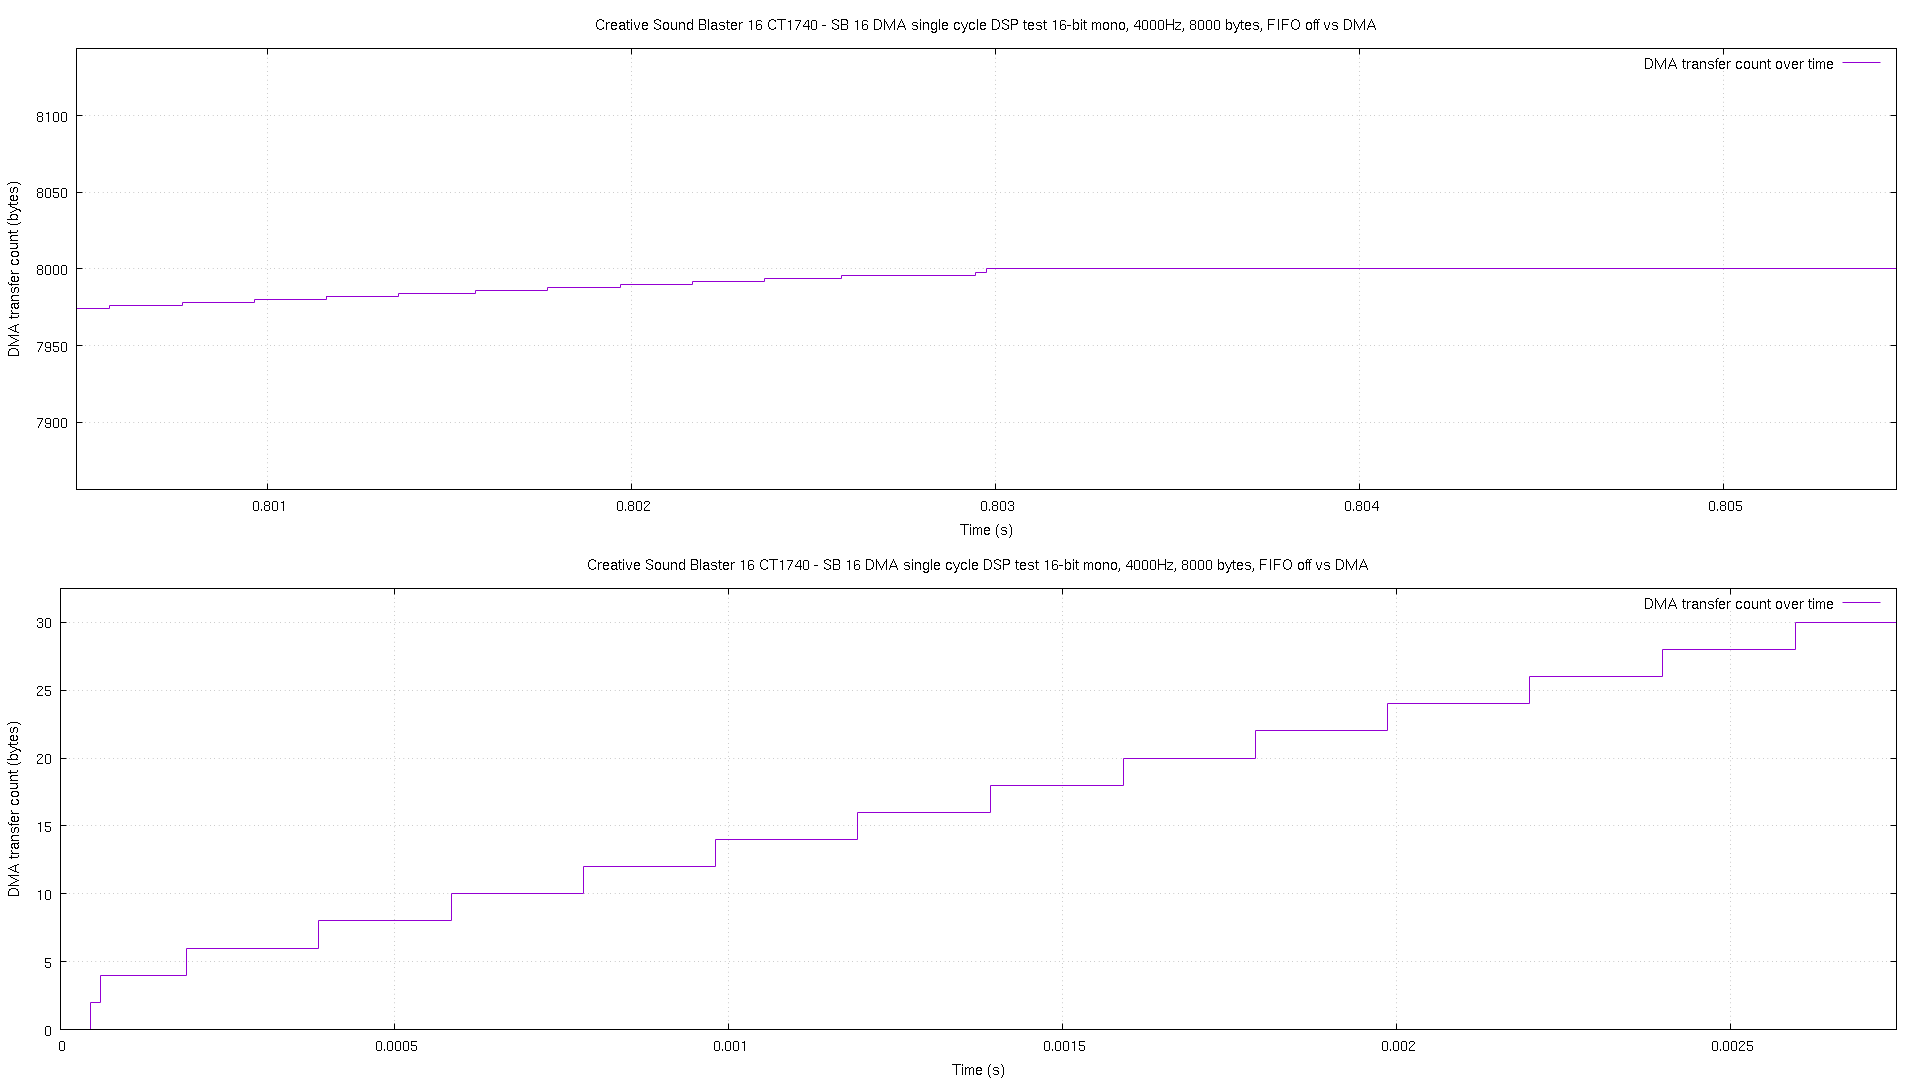 Creative Sound Blaster 16 CT1740 - SB 16 DMA single cycle DSP test 16-bit mono, 4000Hz, 8000 bytes, FIFO off vs DMA
DMA transfer count over time
8100
8050
8000
7950
7900
DMA transfer count (bytes)
0.801 0.802 0.803 0.804 0.805
Time (s)
Creative Sound Blaster 16 CT1740 - SB 16 DMA single cycle DSP test 16-bit mono, 4000Hz, 8000 bytes, FIFO off vs DMA
DMA transfer count over time
30
25
20
15
10
5
0
DMA transfer count (bytes)
0 0.0005 0.001 0.0015 0.002 0.0025
Time (s)